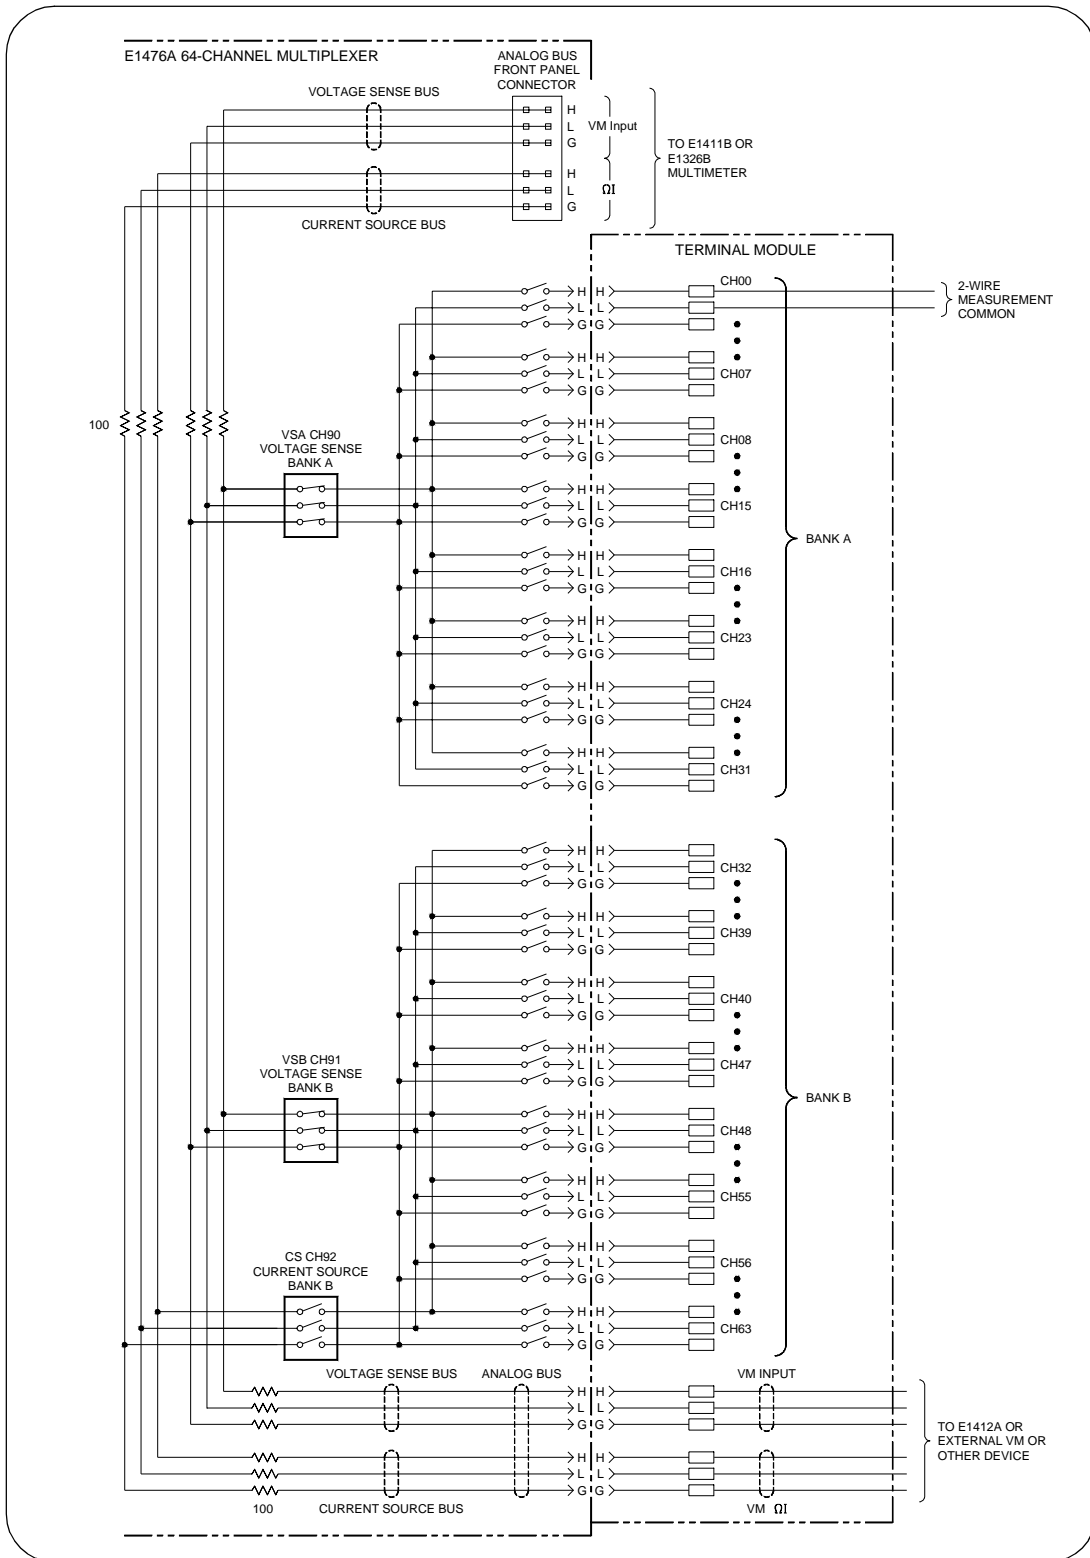 E1476A 64-CHANNEL MULTIPLEXER
ANALOG BUS
FRONT PANEL
CONNECTOR
VOLTAGE SENSE BUS
H
L
G
VM Input
H
L
G
ΩI
CURRENT SOURCE BUS
TO E1411B OR
E1326B
MULTIMETER
TERMINAL MODULE
H H
L L
G G
CH00
2-WIRE
MEASUREMENT
COMMON
H H
L L
G G
CH07
100
VSA CH90
VOLTAGE SENSE
BANK A
H H
L L
G G
CH08
H H
L L
G G
CH15
BANK A
H H
L L
G G
CH16
H H
L L
G G
CH23
H H
L L
G G
CH24
H H
L L
G G
CH31
H H
L L
G G
CH32
H H
L L
G G
CH39
H H
L L
G G
CH40
H H
L L
G G
CH47
VSB CH91
VOLTAGE SENSE
BANK B
BANK B
H H
L L
G G
CH48
H H
L L
G G
CH55
CS CH92
CURRENT SOURCE
BANK B
H H
L L
G G
CH56
H H
L L
G G
CH63
VOLTAGE SENSE BUS
ANALOG BUS
VM INPUT
H H
L L
G G
H H
L L
G G
TO E1412A OR
EXTERNAL VM OR
OTHER DEVICE
100
CURRENT SOURCE BUS
VM ΩI